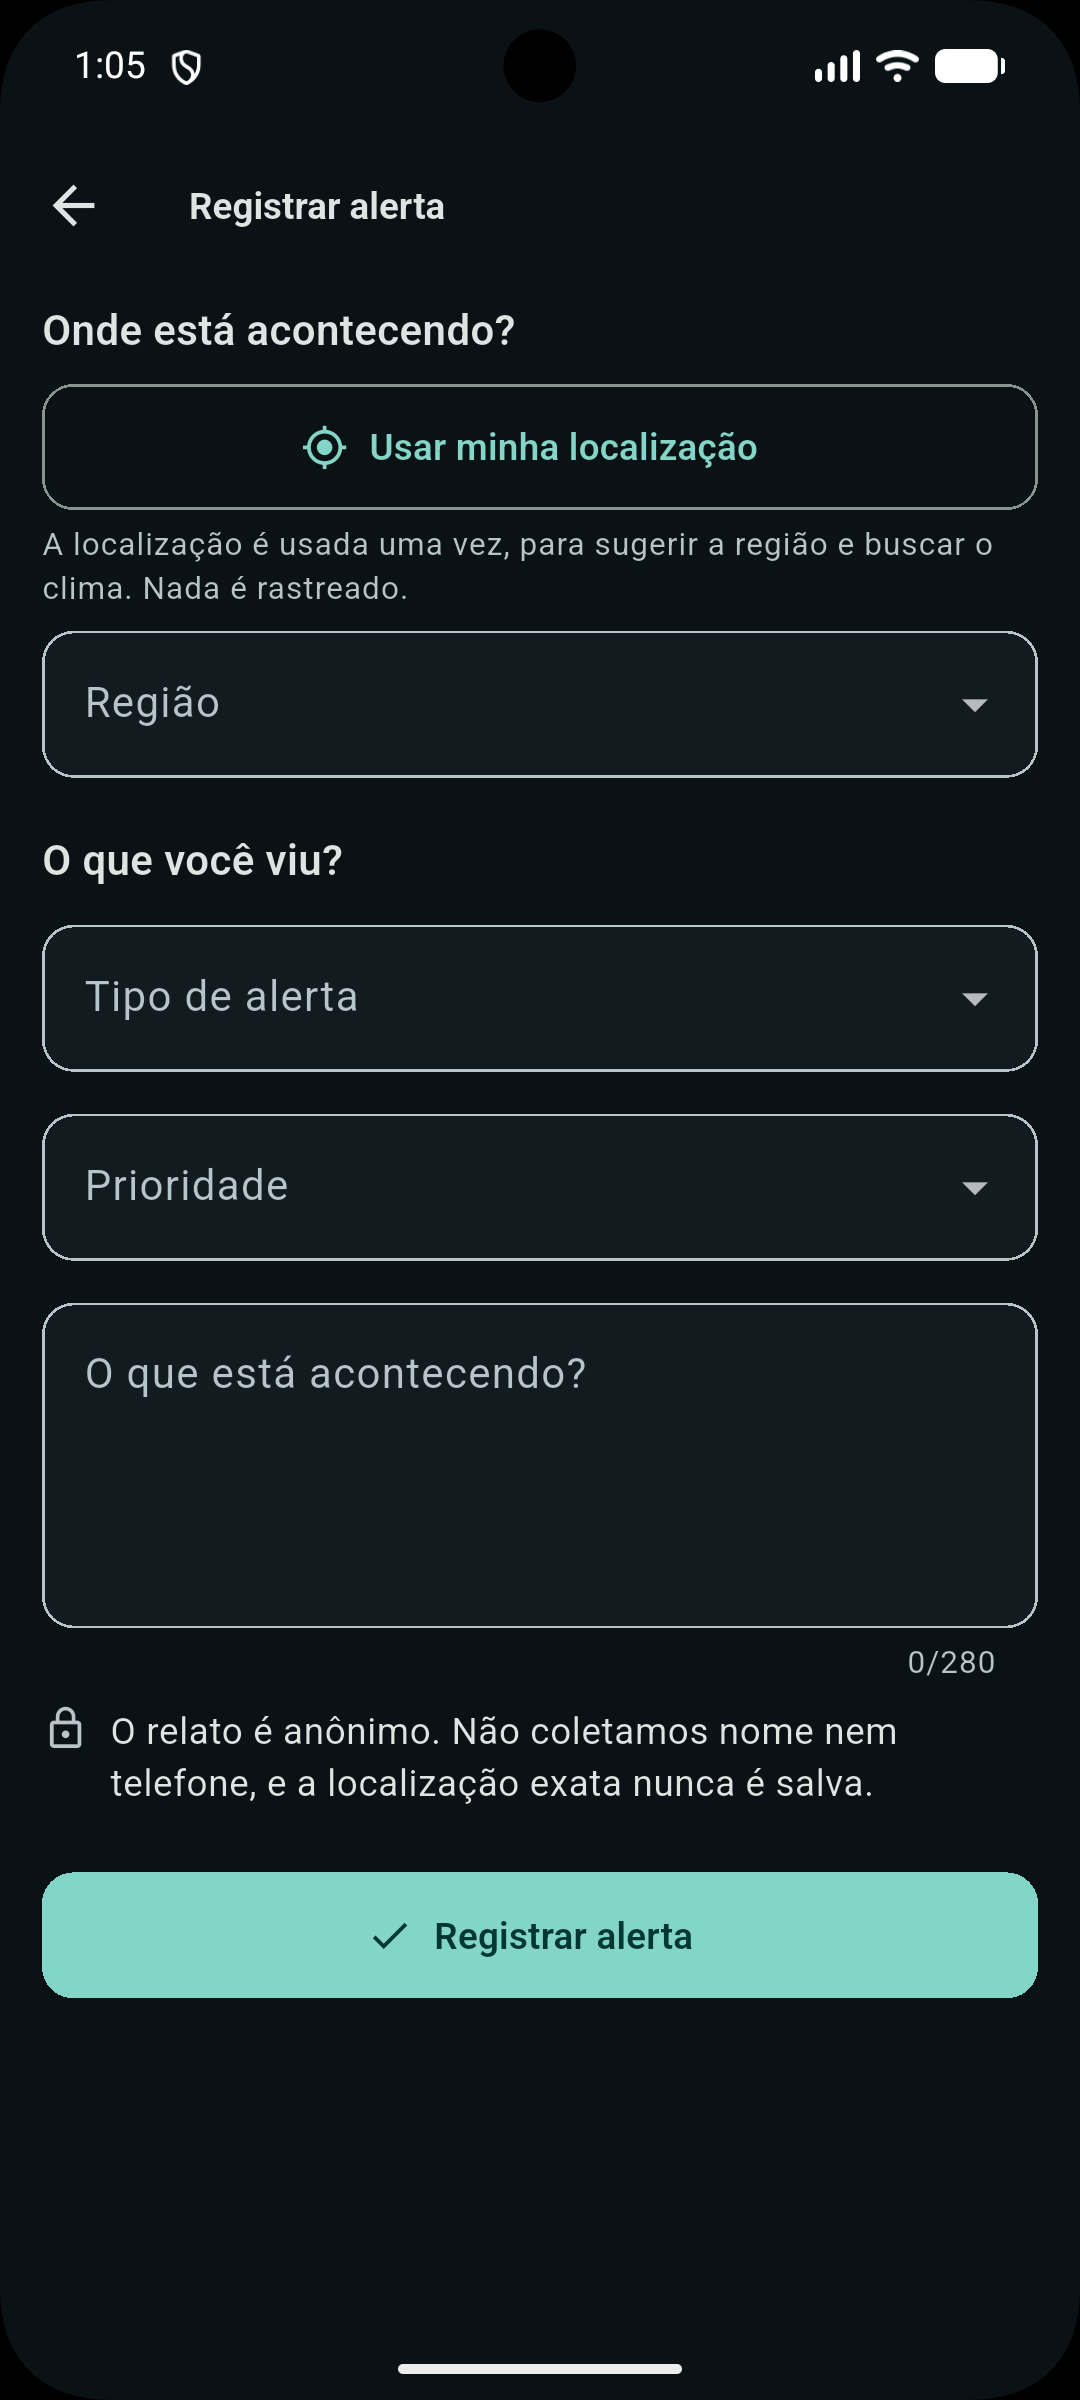 1:05
Registrar alerta
Onde está acontecendo?
Usar minha localização
A localização é usada uma vez, para sugerir a região e buscar o
clima. Nada é rastreado.
Região
O que você viu?
Tipo de alerta
Prioridade
O que está acontecendo?
0/280
O relato é anônimo. Não coletamos nome nem
telefone, e a localização exata nunca é salva.
Registrar alerta